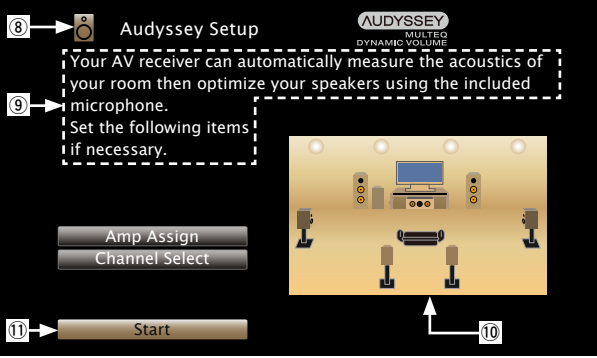 ⑧ Audyssey Setup
AUDYSSEY
MULTEQ
DYNAMIC VOLUME
Your AV receiver can automatically measure the acoustics of
your room then optimize your speakers using the included
⑨ microphone.
Set the following items
if necessary.
Amp Assign
Channel Select
⑪ Start
⑩